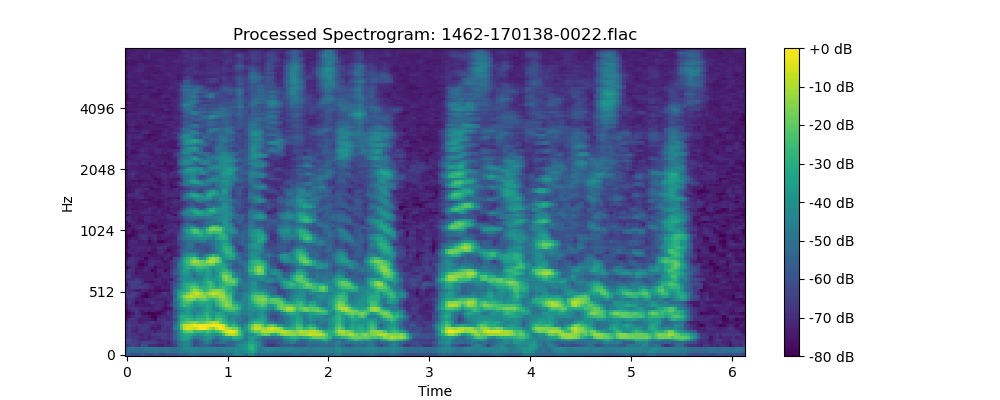 Processed Spectrogram: 1462-170138-0022.flac
Hz
4096
2048
1024
512
0
0 1 2 3 4 5 6
Time
+0 dB
-10 dB
-20 dB
-30 dB
-40 dB
-50 dB
-60 dB
-70 dB
-80 dB